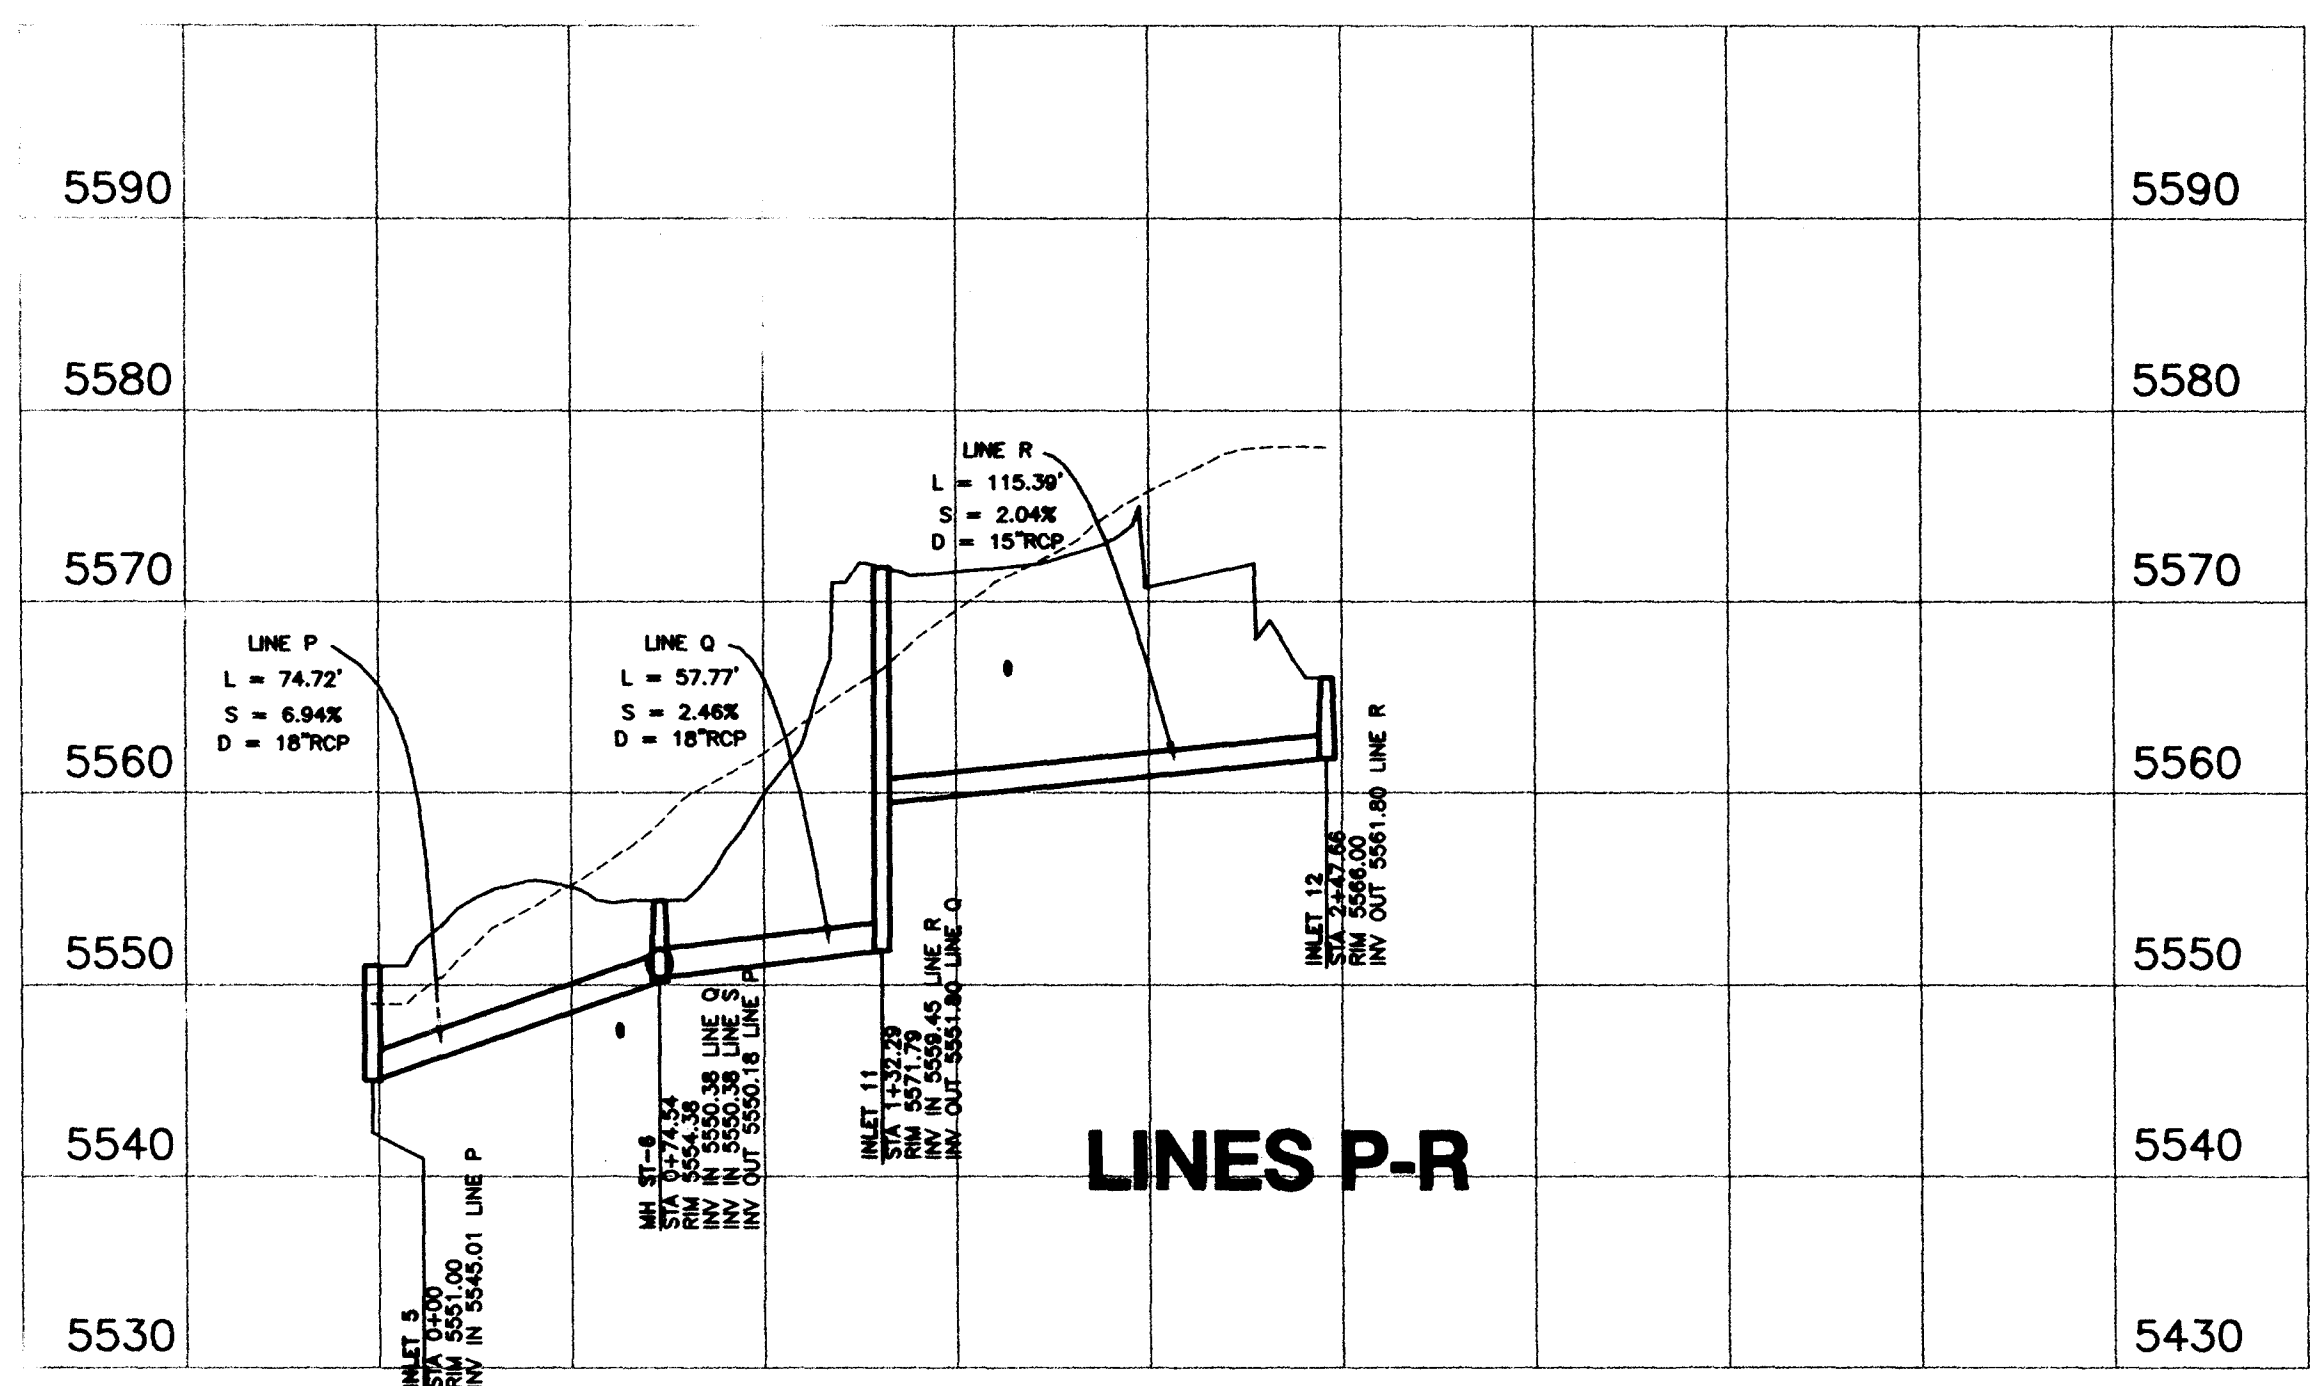 5590
5590
5580
5580
LINE R
L = 115.39'
S = 2.04%
D = 15"RCP
5570
5570
LINE P
L = 74.72'
S = 6.94%
D = 18"RCP
LINE Q
L = 57.77'
S = 2.46%
D = 18"RCP
5560
5560
INLET 12
STA 2+47.66
RIM 5566.00
INV OUT 5561.80 LINE R
5550
5550
INLET 11
STA 1+32.29
RIM 5571.79
INV IN 5559.45 LINE R
INV OUT 5551.80 LINE Q
MH ST-6
STA 0+74.54
RIM 5554.38
INV IN 5550.38 LINE Q
INV IN 5550.38 LINE S
INV OUT 5550.18 LINE P
5540
5540
LINES P-R
INLET 5
STA 0+00
RIM 5551.00
INV IN 5545.01 LINE P
5530
5430